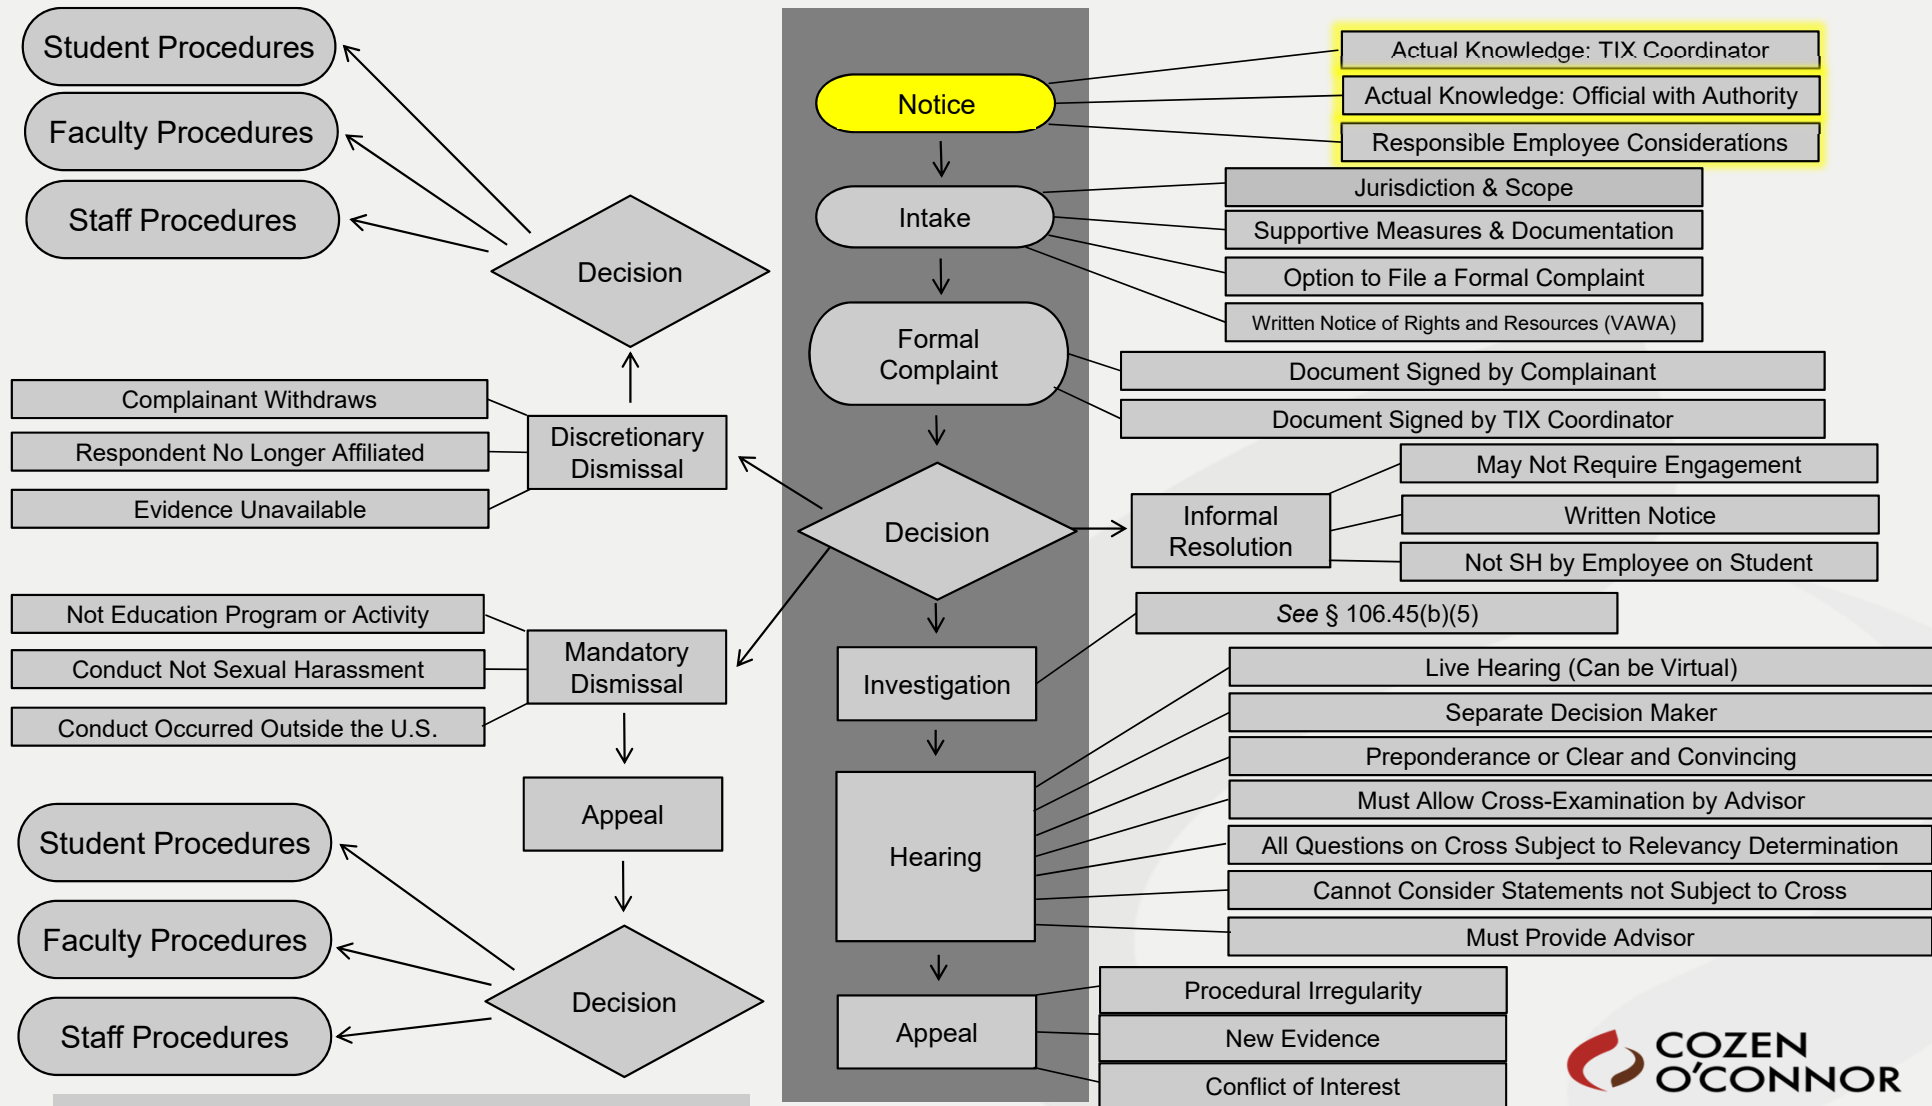 Student Procedures
Faculty Procedures
Staff Procedures
Decision
Complainant Withdraws
Respondent No Longer Affiliated
Evidence Unavailable
Discretionary
Dismissal
Not Education Program or Activity
Conduct Not Sexual Harassment
Conduct Occurred Outside the U.S.
Mandatory
Dismissal
Appeal
Student Procedures
Faculty Procedures
Staff Procedures
Decision
Notice
Actual Knowledge: TIX Coordinator
Actual Knowledge: Official with Authority
Responsible Employee Considerations
Intake
Jurisdiction & Scope
Supportive Measures & Documentation
Option to File a Formal Complaint
Written Notice of Rights and Resources (VAWA)
Formal
Complaint
Document Signed by Complainant
Document Signed by TIX Coordinator
Decision
Informal
Resolution
May Not Require Engagement
Written Notice
Not SH by Employee on Student
Investigation
See § 106.45(b)(5)
Hearing
Live Hearing (Can be Virtual)
Separate Decision Maker
Preponderance or Clear and Convincing
Must Allow Cross-Examination by Advisor
All Questions on Cross Subject to Relevancy Determination
Cannot Consider Statements not Subject to Cross
Must Provide Advisor
Appeal
Procedural Irregularity
New Evidence
Conflict of Interest
COZEN
O'CONNOR